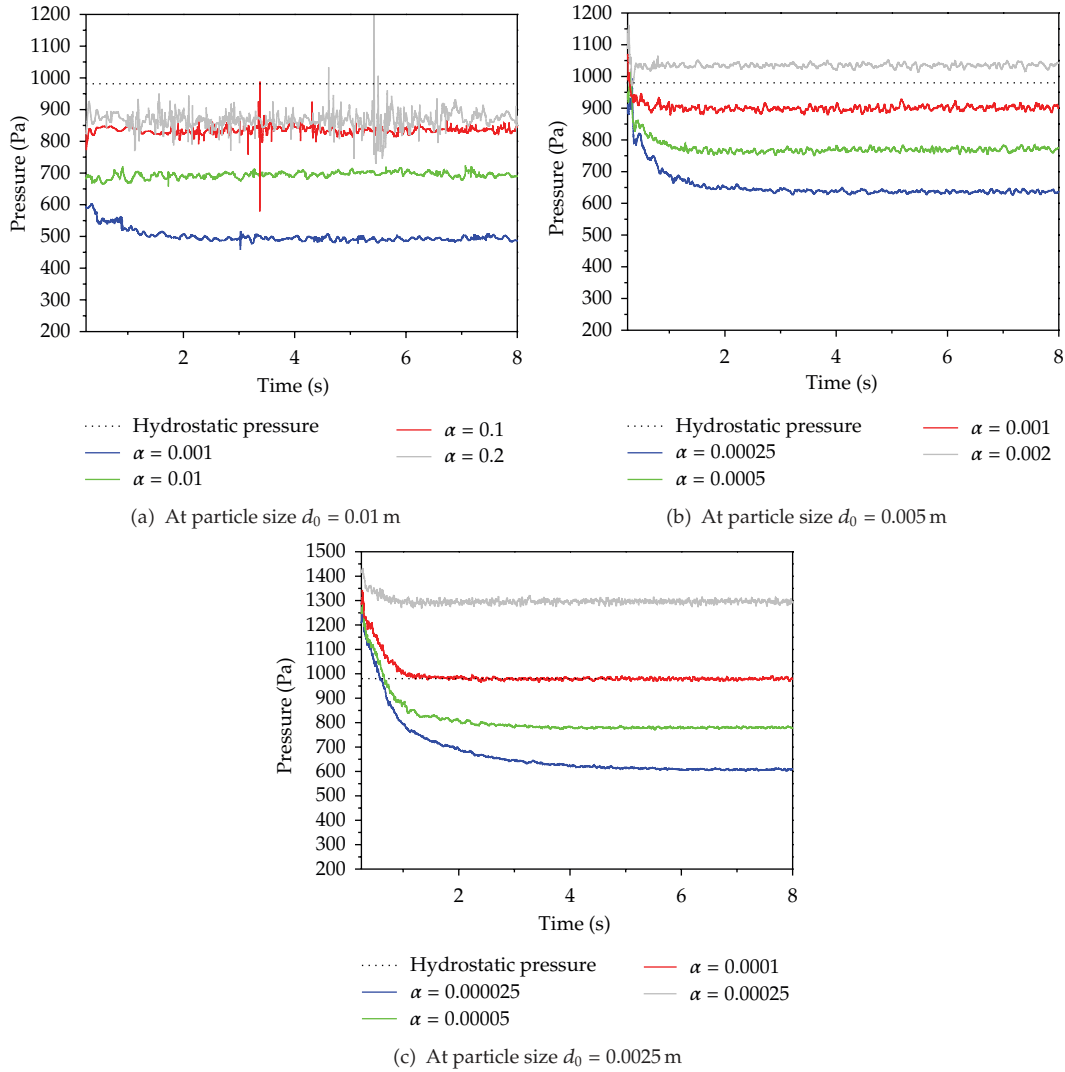 1200
1100
1000
900
800
700
600
500
400
300
200
Pressure (Pa)
2 4 6 8
Time (s)
Hydrostatic pressure
α = 0.001
α = 0.01
α = 0.1
α = 0.2
(a) At particle size d0 = 0.01 m
1200
1100
1000
900
800
700
600
500
400
300
200
Pressure (Pa)
2 4 6 8
Time (s)
Hydrostatic pressure
α = 0.00025
α = 0.0005
α = 0.001
α = 0.002
(b) At particle size d0 = 0.005 m
1500
1400
1300
1200
1100
1000
900
800
700
600
500
400
300
200
Pressure (Pa)
2 4 6 8
Time (s)
Hydrostatic pressure
α = 0.000025
α = 0.00005
α = 0.0001
α = 0.00025
(c) At particle size d0 = 0.0025 m